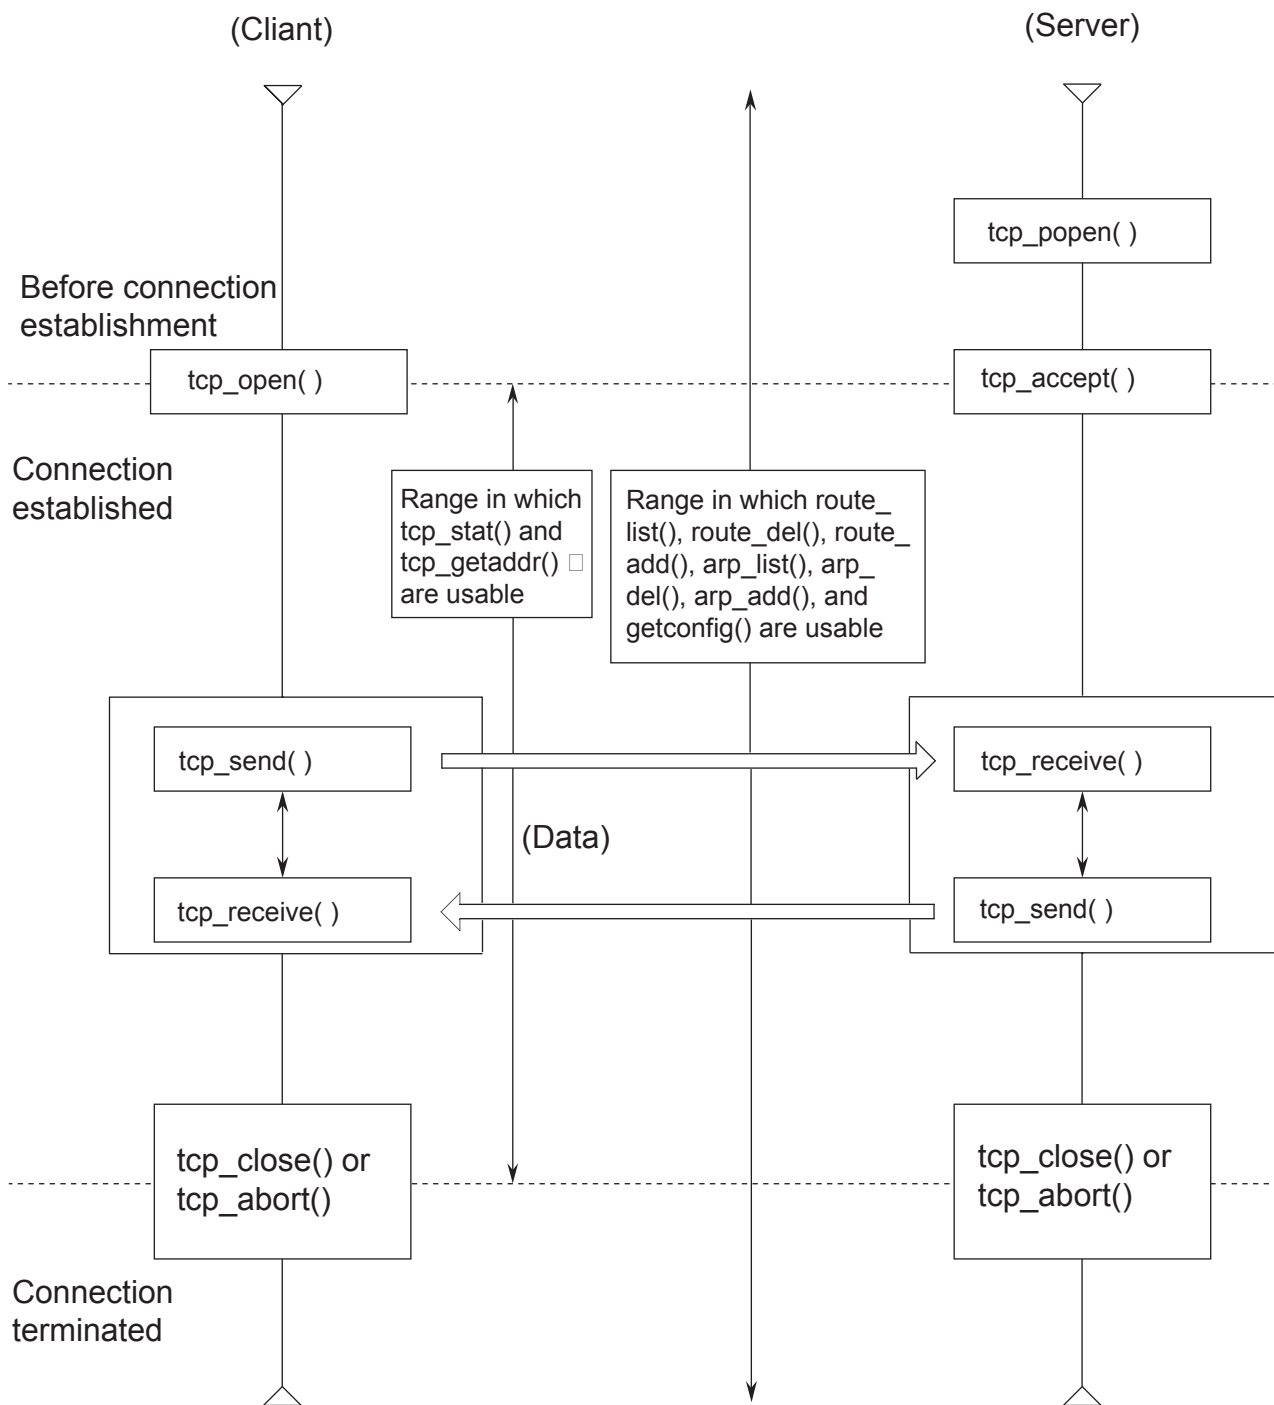 (Cliant)
(Server)
tcp_popen( )
Before connection
establishment
tcp_open( )
tcp_accept( )
Connection
established
Range in which
tcp_stat() and
tcp_getaddr() □
are usable
Range in which route_
list(), route_del(), route_
add(), arp_list(), arp_
del(), arp_add(), and
getconfig() are usable
tcp_send( )
tcp_receive( )
(Data)
tcp_receive( )
tcp_send( )
tcp_close() or
tcp_abort()
tcp_close() or
tcp_abort()
Connection
terminated